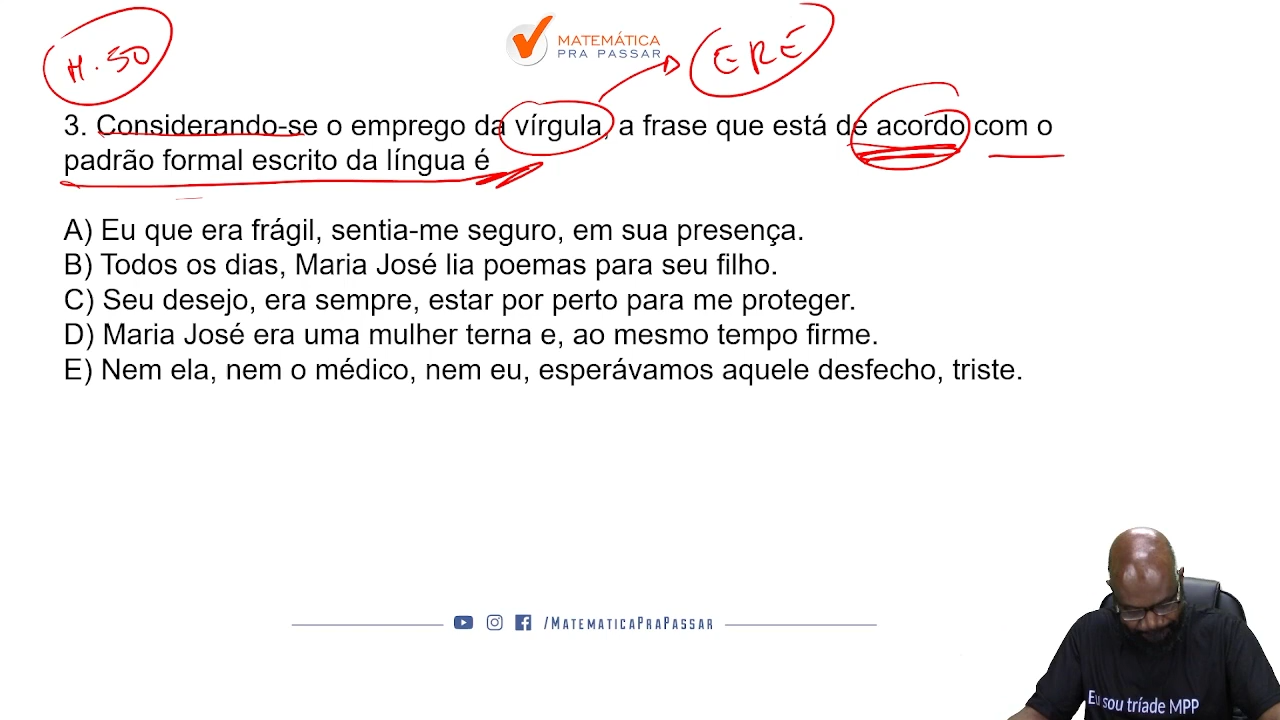 H.50
MATEMÁTICA
PRA PASSAR
ERE
3. Considerando-se o emprego da vírgula, a frase que está de acordo com o
padrão formal escrito da língua é
A) Eu que era frágil, sentia-me seguro, em sua presença.
B) Todos os dias, Maria José lia poemas para seu filho.
C) Seu desejo, era sempre, estar por perto para me proteger.
D) Maria José era uma mulher terna e, ao mesmo tempo firme.
E) Nem ela, nem o médico, nem eu, esperávamos aquele desfecho, triste.
/MATEMATICAPRAPASSAR
Eu sou tríade MPP